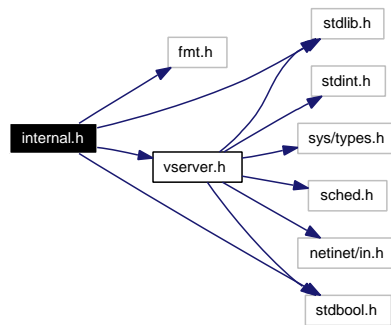 stdlib.h
fmt.h
stdint.h
internal.h
sys/types.h
vserver.h
sched.h
netinet/in.h
stdbool.h